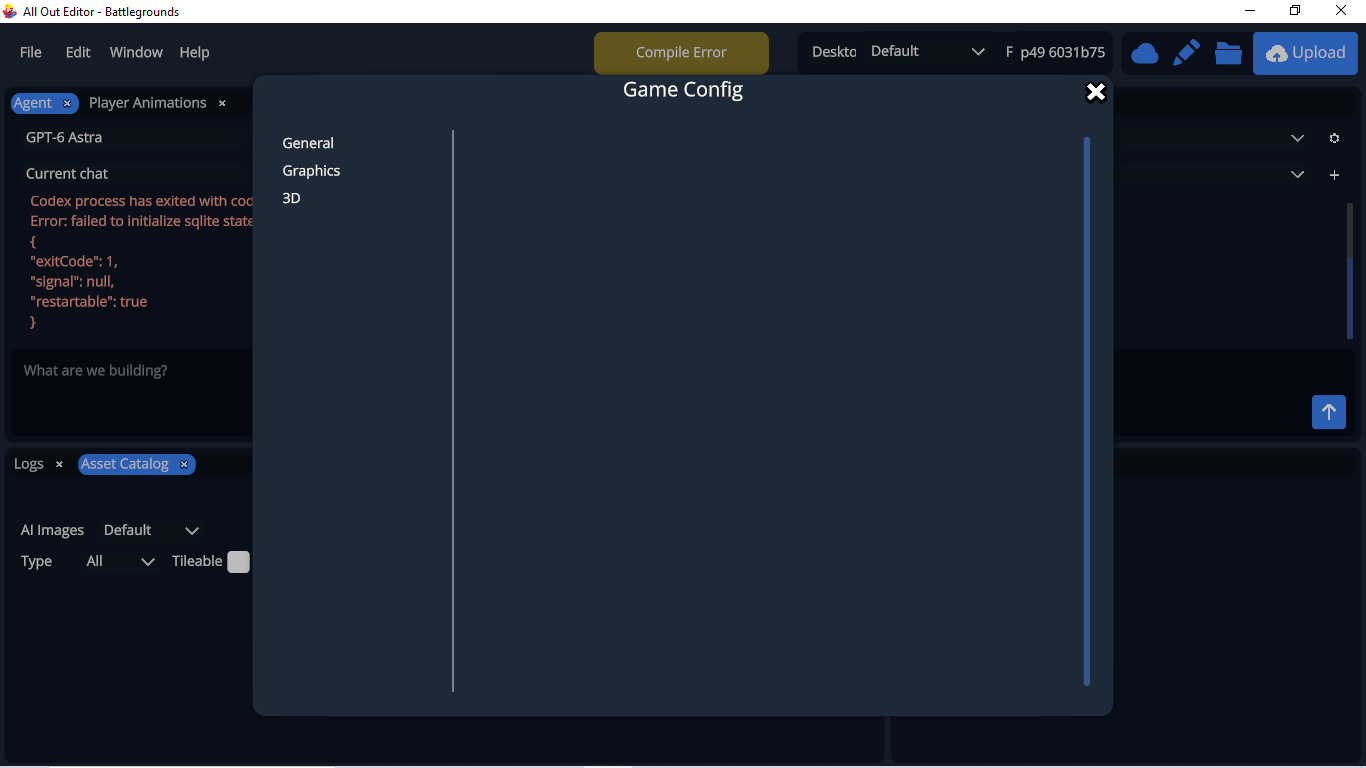 All Out Editor - Battlegrounds
File Edit Window Help
Compile Error
Deskto Default
F p49 6031b75
Upload
Game Config
Agent
Player Animations
GPT-6 Astra
Current chat
Codex process has exited with cod
Error: failed to initialize sqlite state
{
"exitCode": 1,
"signal": null,
"restartable": true
}
What are we building?
General
Graphics
3D
Logs
Asset Catalog
AI Images Default
Type All Tileable